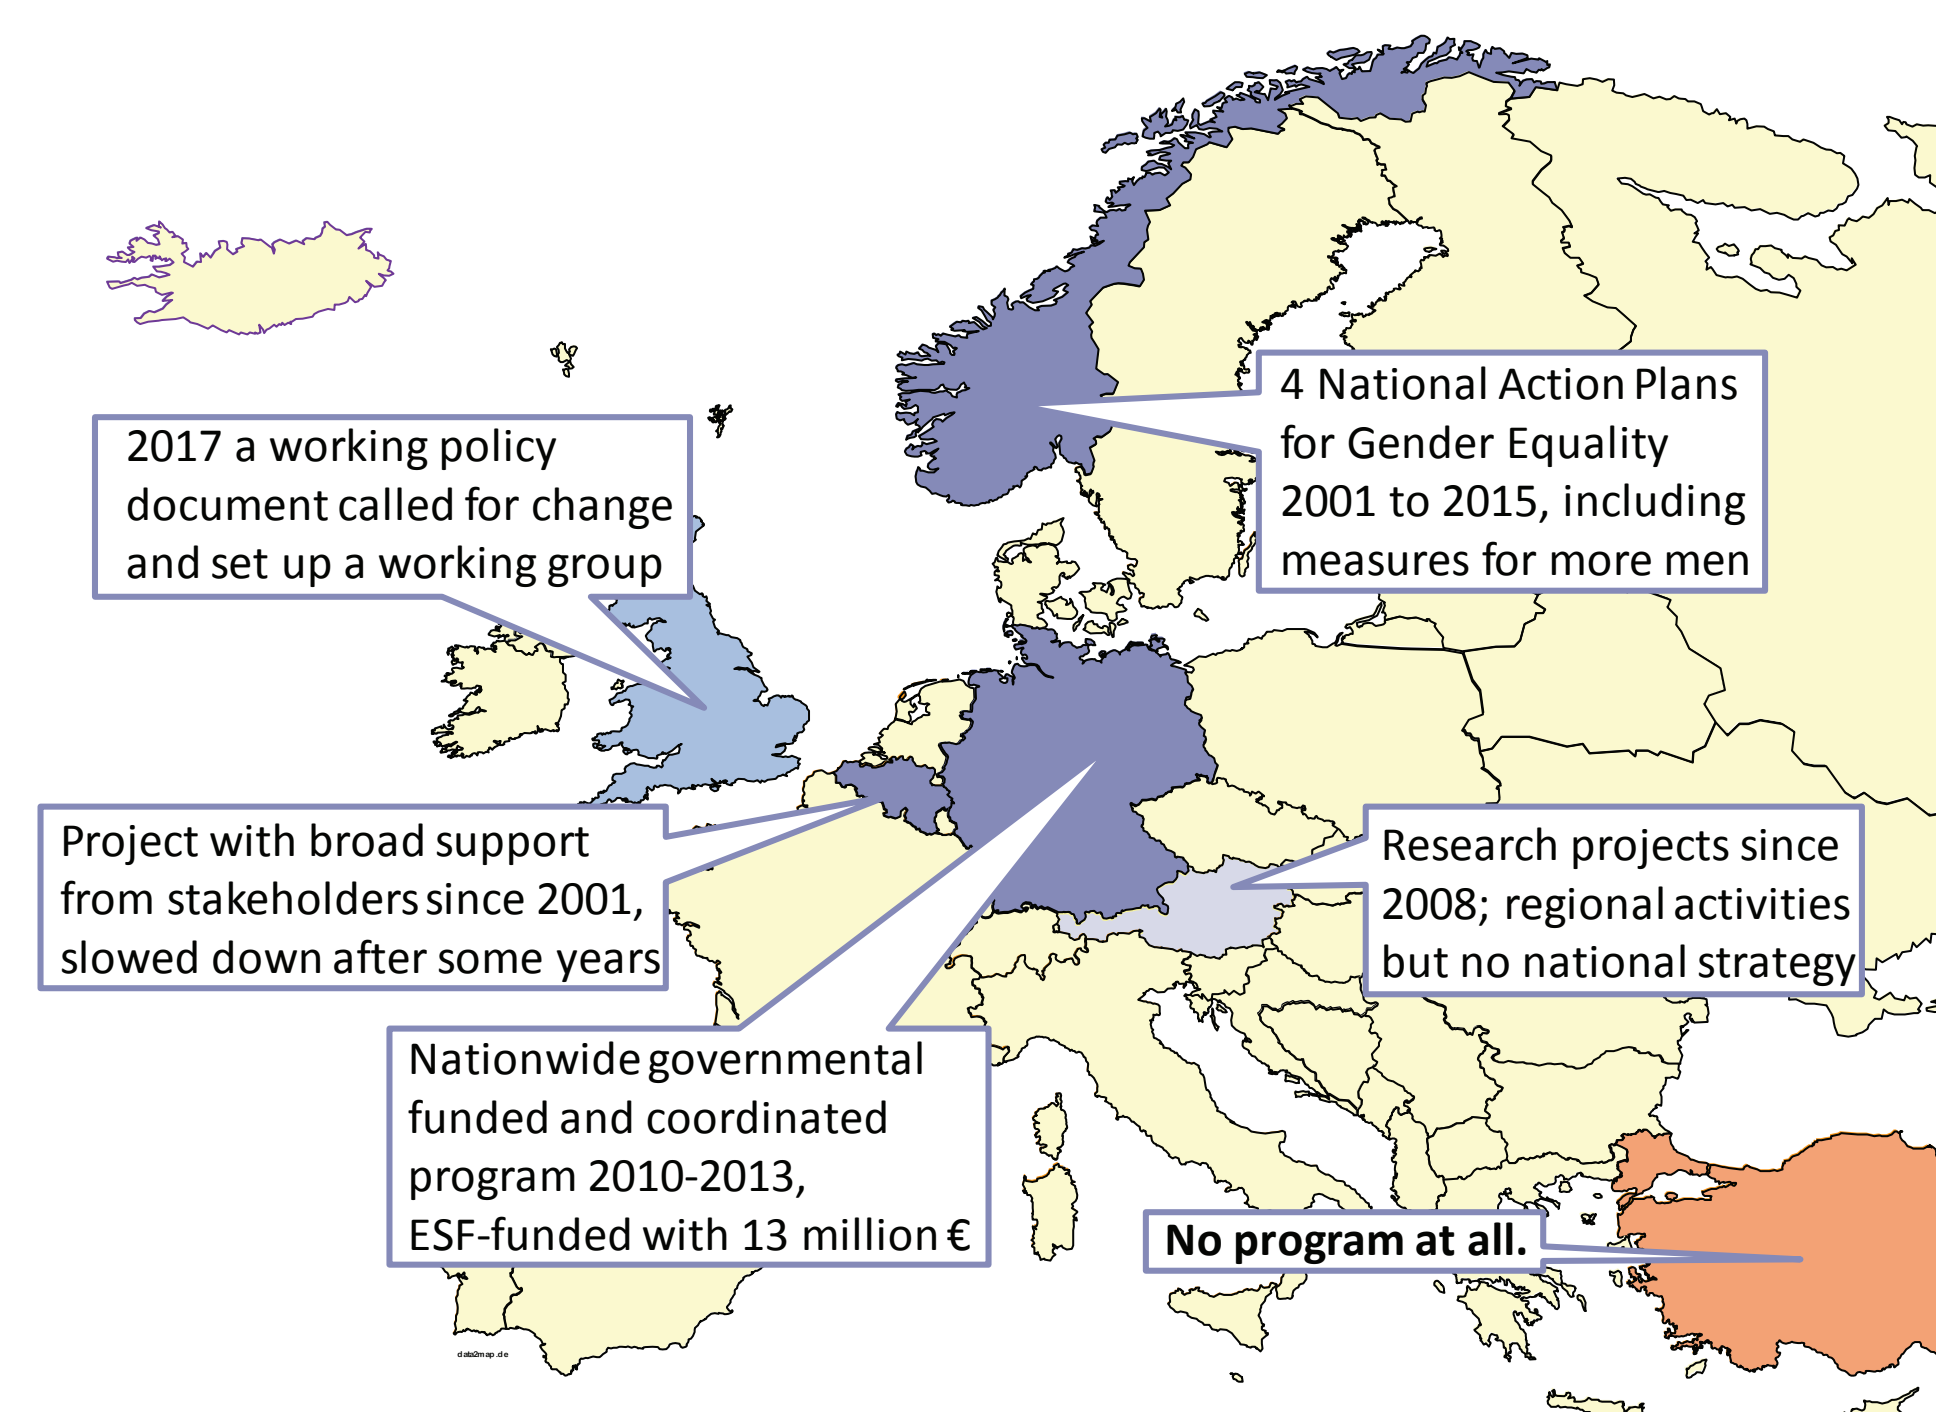 4 National Action Plans
for Gender Equality
2001 to 2015, including
measures for more men
2017 a working policy
document called for change
and set up a working group
Project with broad support
from stakeholders since 2001,
slowed down after some years
Research projects since
2008; regional activities
but no national strategy
Nationwide governmental
funded and coordinated
program 2010-2013,
ESF-funded with 13 million €
No program at all.
data2map.de